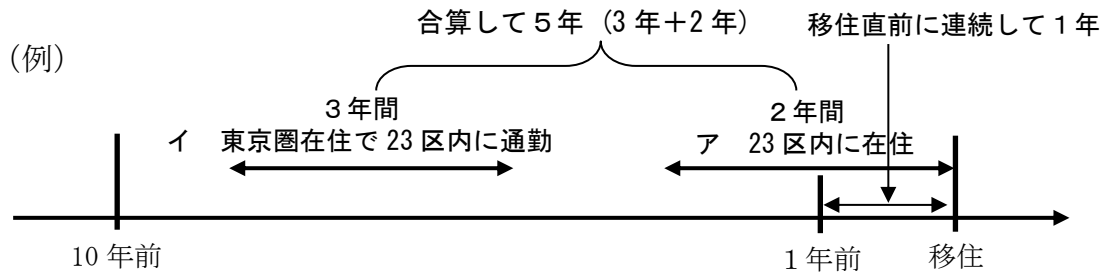 合算して５年（3 年＋2 年）
移住直前に連続して１年
（例）
３年間
２年間
イ 東京圏在住で 23 区内に通勤
ア 23 区内に在住
10 年前
１年前
移住